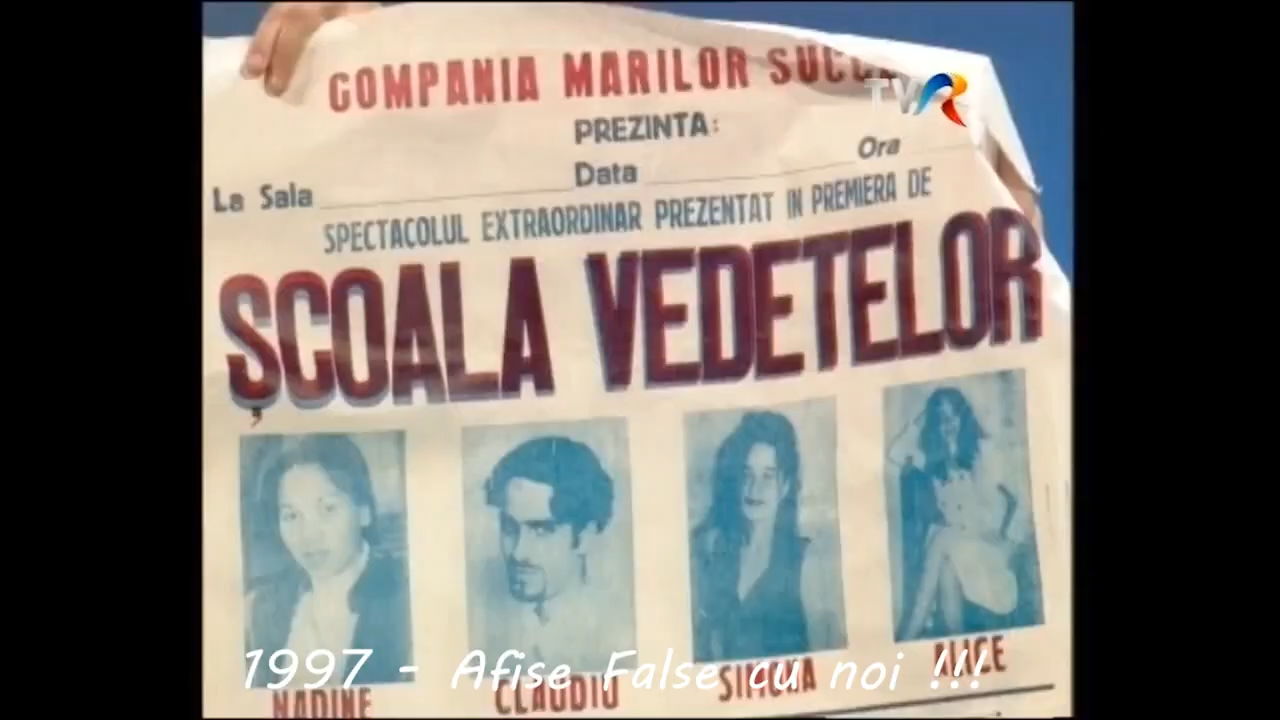 COMPANIA MARILOR SUCC
TVR
PREZINTA:
La Sala Data Ora
SPECTACOLUL EXTRAORDINAR PREZENTAT IN PREMIERA DE
ȘCOALA VEDETELOR
NADINE CLAUDIU SIMONA ALICE
1997 - Afise False cu noi !!!